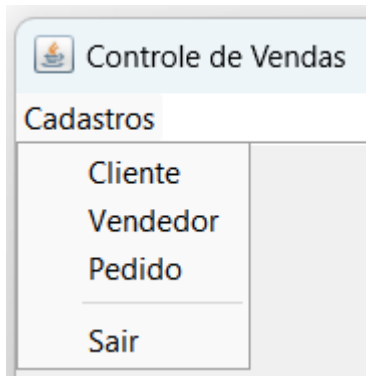 Controle de Vendas
Cadastros
Cliente
Vendedor
Pedido
Sair